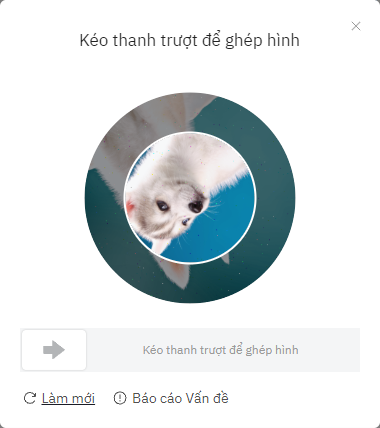 Kéo thanh trượt để ghép hình
Kéo thanh trượt để ghép hình
Làm mới
Báo cáo Vấn đề